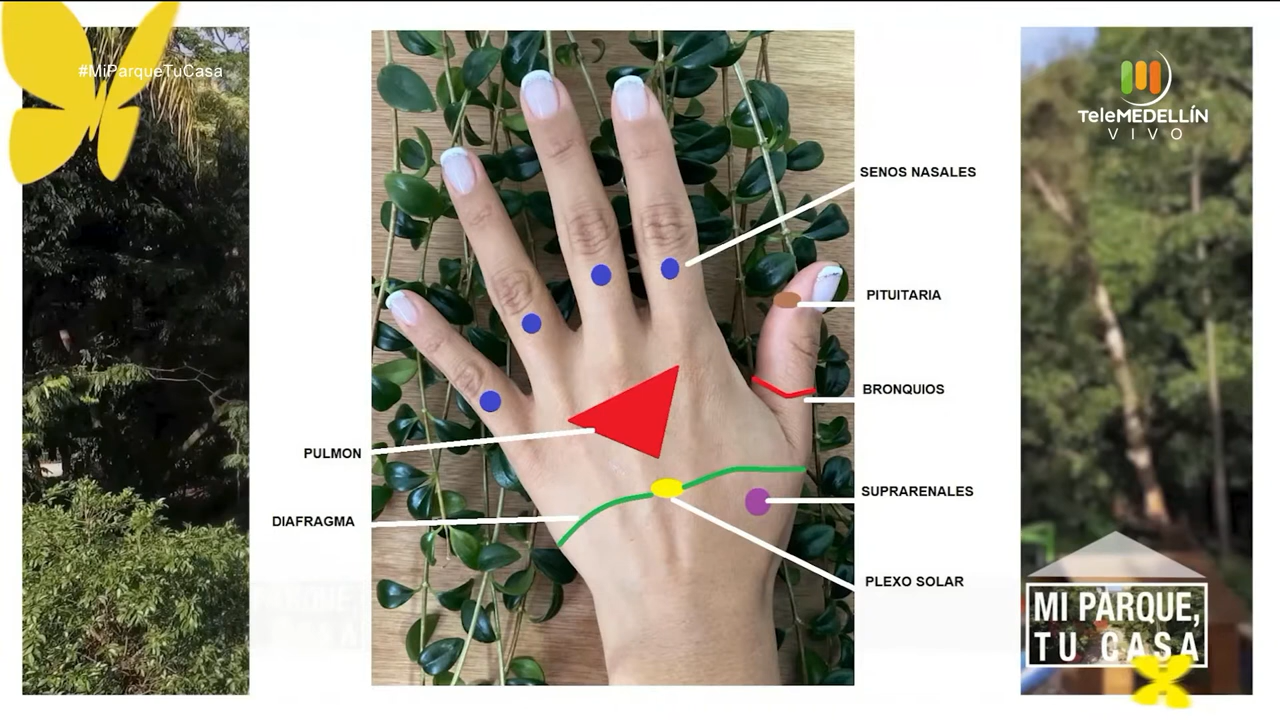 #MiParqueTuCasa
TeleMEDELLÍN
VIVO
SENOS NASALES
PITUITARIA
BRONQUIOS
PULMON
SUPRARENALES
DIAFRAGMA
PLEXO SOLAR
MI PARQUE,
TU CASA